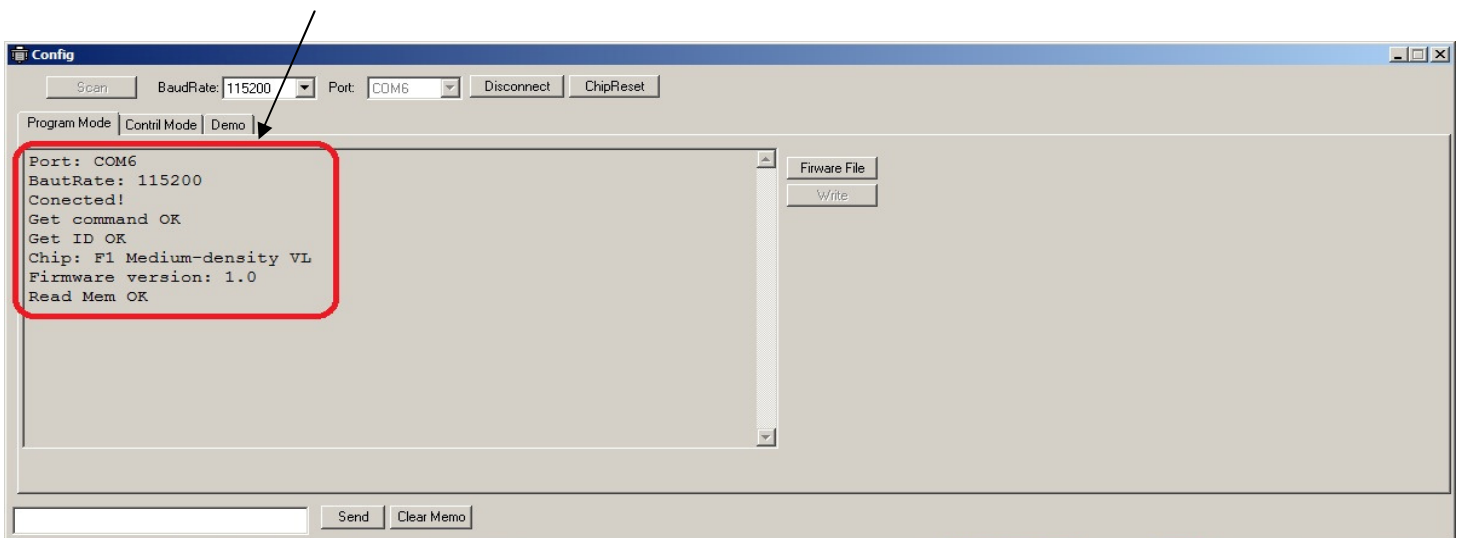 Config
Scan BaudRate: 115200 Port: COM6 Disconnect ChipReset
Program Mode Contril Mode Demo
Port: COM6
BautRate: 115200
Conected!
Get command OK
Get ID OK
Chip: F1 Medium-density VL
Firmware version: 1.0
Read Mem OK
Firware File
Write
Send Clear Memo